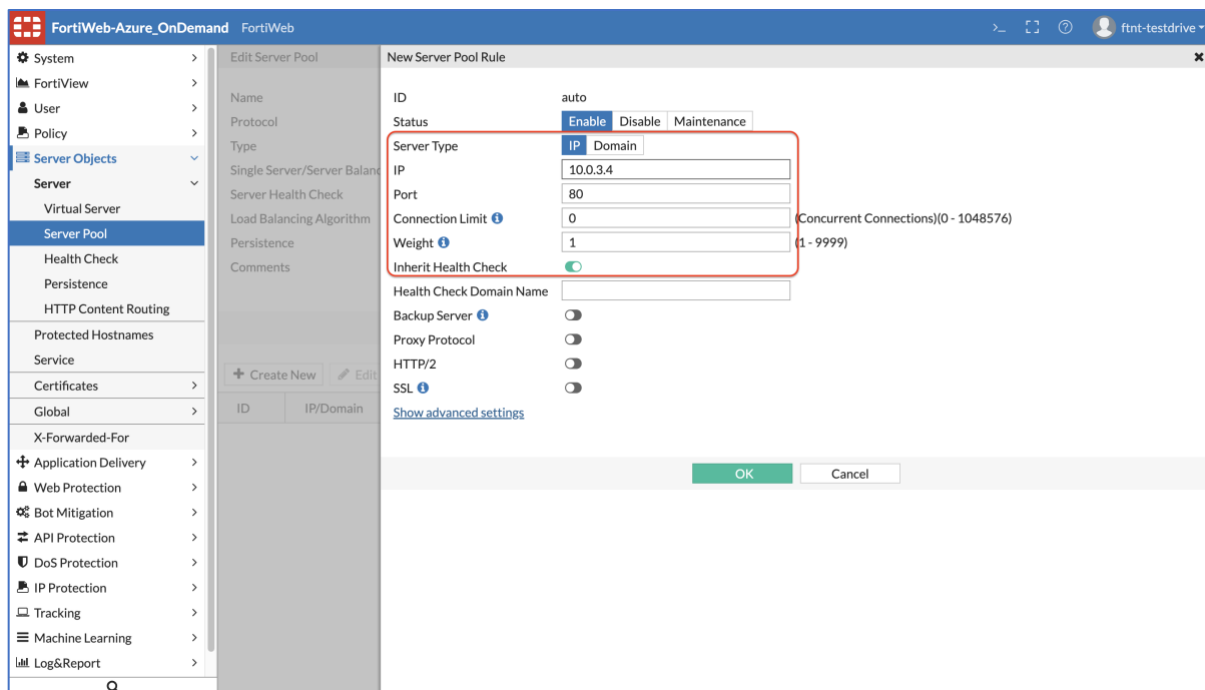 FortiWeb-Azure_OnDemand FortiWeb
>_ ftnt-testdrive
System
FortiView
User
Policy
Server Objects
Server
Virtual Server
Server Pool
Health Check
Persistence
HTTP Content Routing
Protected Hostnames
Service
Certificates
Global
X-Forwarded-For
Application Delivery
Web Protection
Bot Mitigation
API Protection
DoS Protection
IP Protection
Tracking
Machine Learning
Log&Report
Edit Server Pool
Name
Protocol
Type
Single Server/Server Balanc
Server Health Check
Load Balancing Algorithm
Persistence
Comments
+ Create New Edit
ID IP/Domain
New Server Pool Rule
ID auto
Status Enable Disable Maintenance
Server Type IP Domain
IP 10.0.3.4
Port 80
Connection Limit 0 (Concurrent Connections)(0 - 1048576)
Weight 1 (1 - 9999)
Inherit Health Check
Health Check Domain Name
Backup Server
Proxy Protocol
HTTP/2
SSL
Show advanced settings
OK Cancel